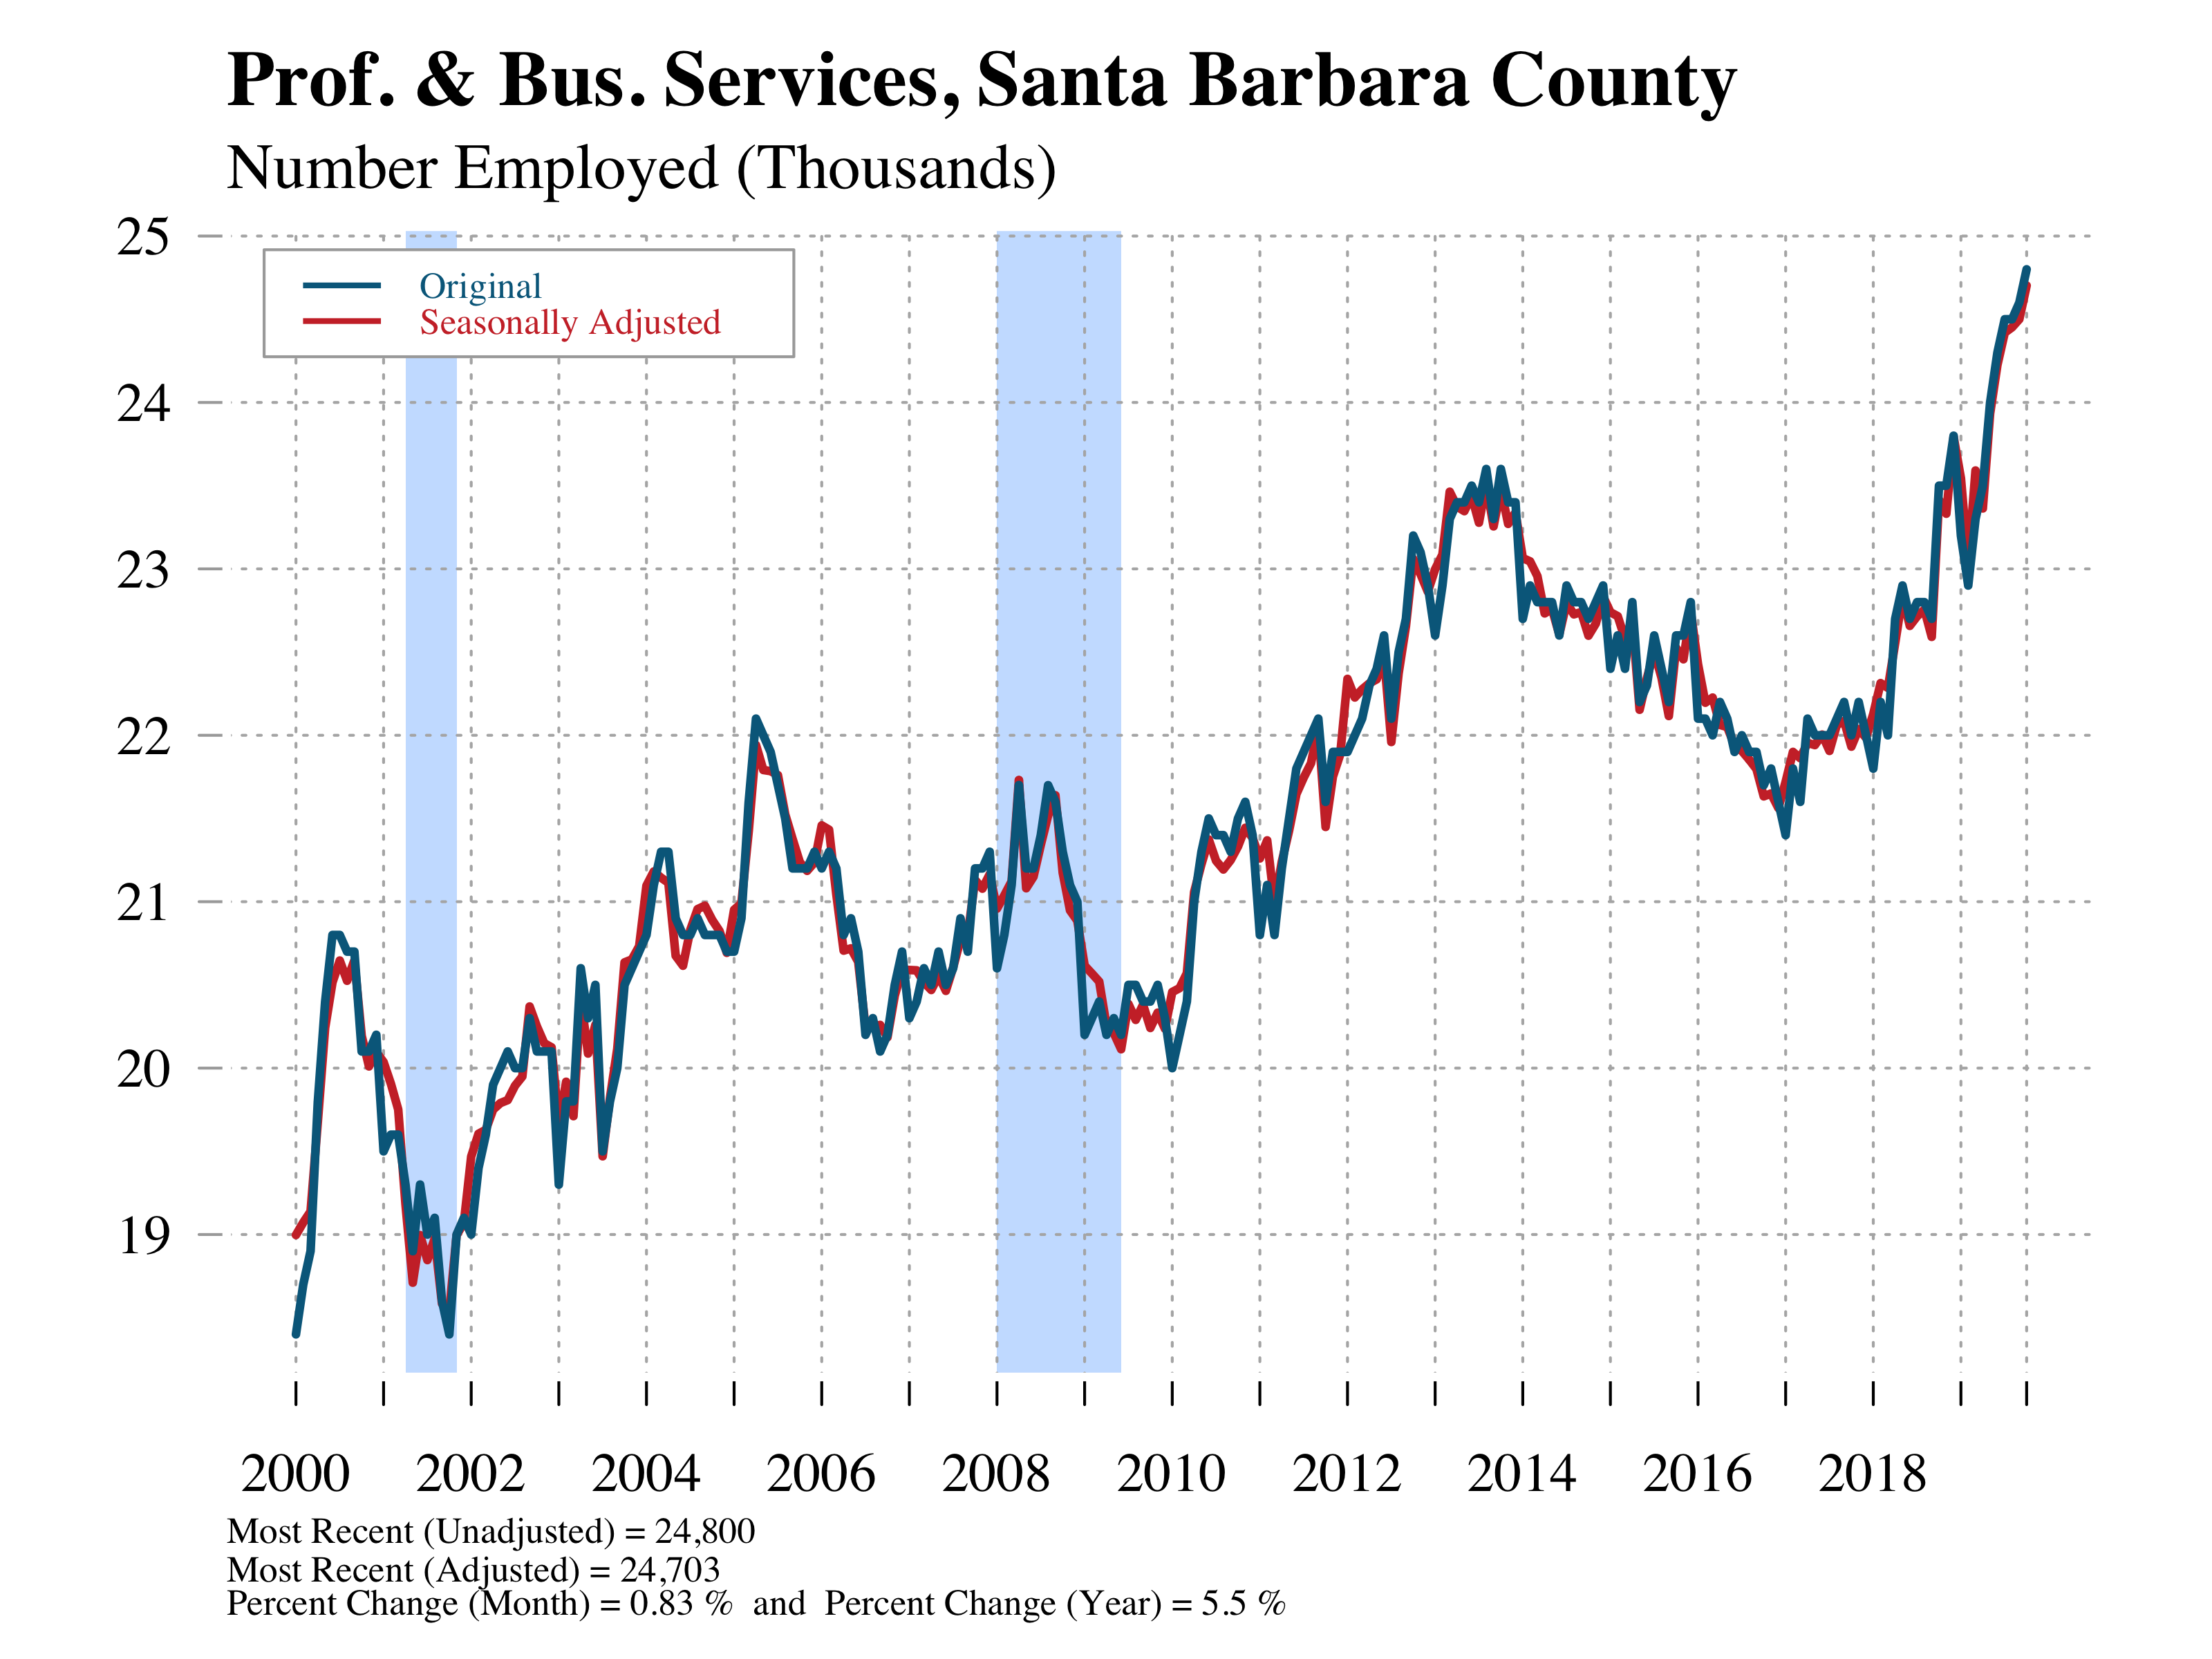 Prof. & Bus. Services, Santa Barbara County
Number Employed (Thousands)
25
Original
Seasonally Adjusted
24
23
22
21
20
19
2000 2002 2004 2006 2008 2010 2012 2014 2016 2018
Most Recent (Unadjusted) = 24,800
Most Recent (Adjusted) = 24,703
Percent Change (Month) = 0.83 % and Percent Change (Year) = 5.5 %